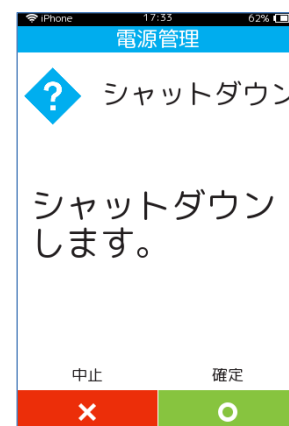 iPhone 17:33 62%
電源管理
? シャットダウン
シャットダウン
します。
中止 確定